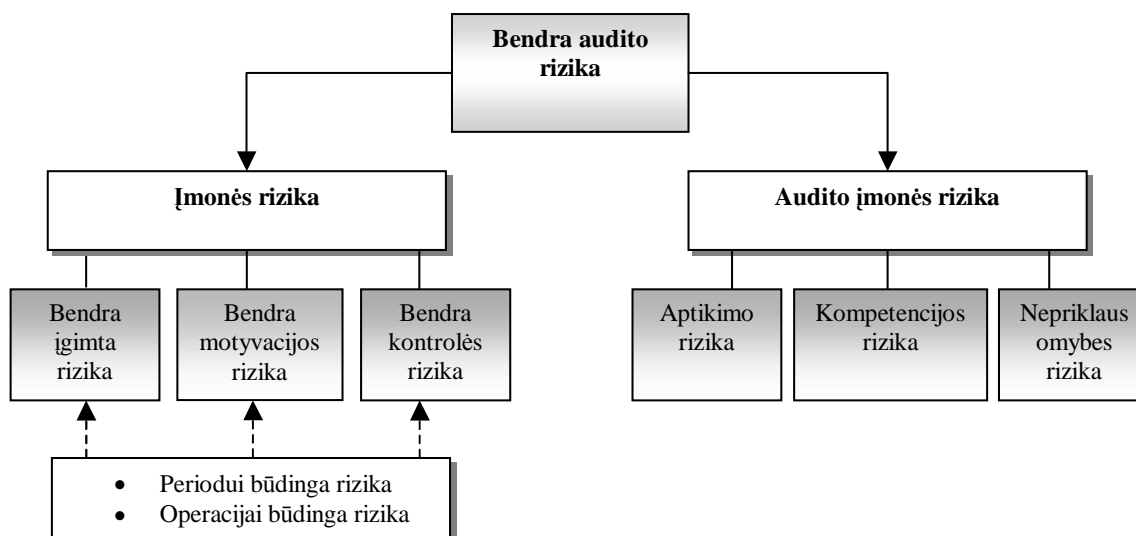 Bendra audito
rizika
Įmonės rizika
Audito įmonės rizika
Bendra
įgimta
rizika
Bendra
motyvacijos
rizika
Bendra
kontrolės
rizika
Aptikimo
rizika
Kompetencijos
rizika
Nepriklaus
omybes
rizika
• Periodui būdinga rizika
• Operacijai būdinga rizika